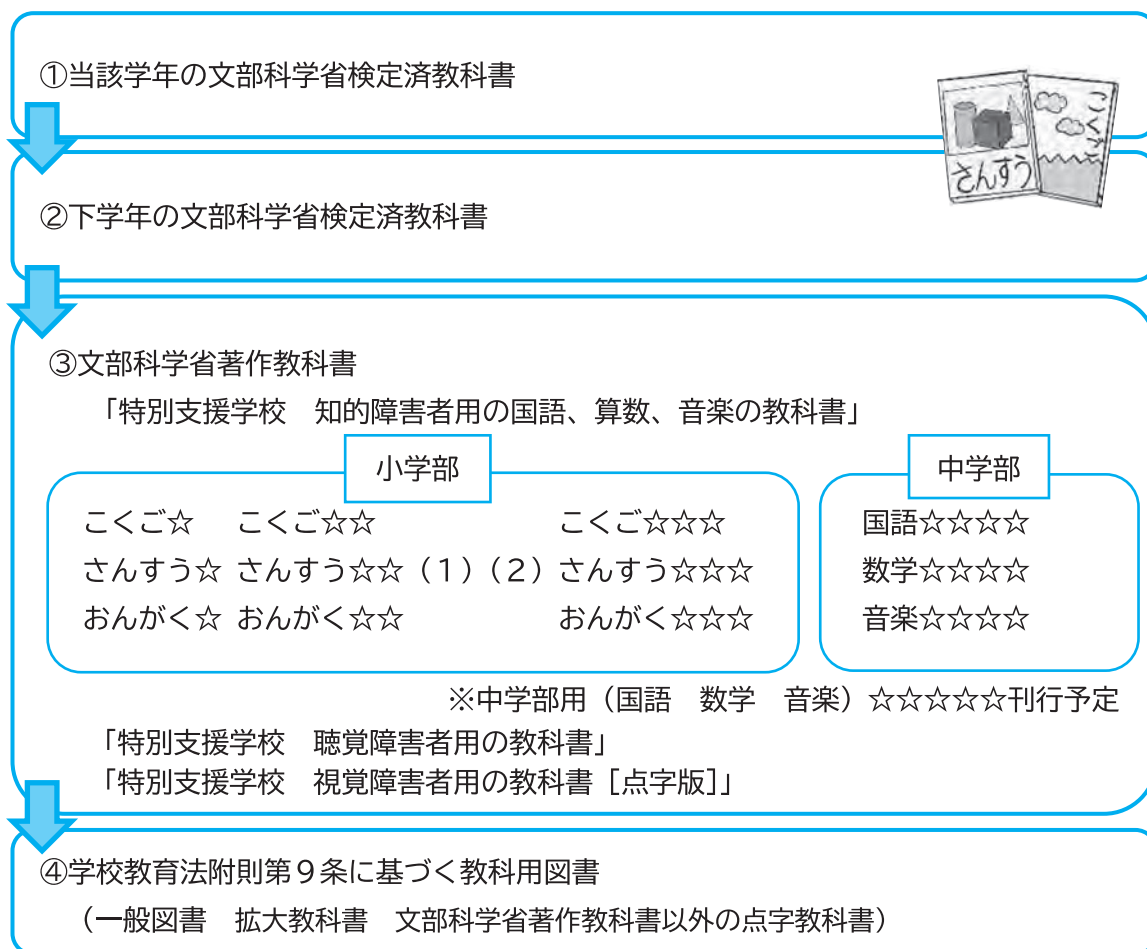 ①当該学年の文部科学省検定済教科書
さんすう
こくご
②下学年の文部科学省検定済教科書
③文部科学省著作教科書
「特別支援学校　知的障害者用の国語、算数、音楽の教科書」
小学部
こくご☆　こくご☆☆　こくご☆☆☆
さんすう☆　さんすう☆☆（1）（2）さんすう☆☆☆
おんがく☆　おんがく☆☆　おんがく☆☆☆
中学部
国語☆☆☆☆
数学☆☆☆☆
音楽☆☆☆☆
※中学部用（国語　数学　音楽）☆☆☆☆☆刊行予定
「特別支援学校　聴覚障害者用の教科書」
「特別支援学校　視覚障害者用の教科書［点字版］」
④学校教育法附則第９条に基づく教科用図書
（一般図書　拡大教科書　文部科学省著作教科書以外の点字教科書）